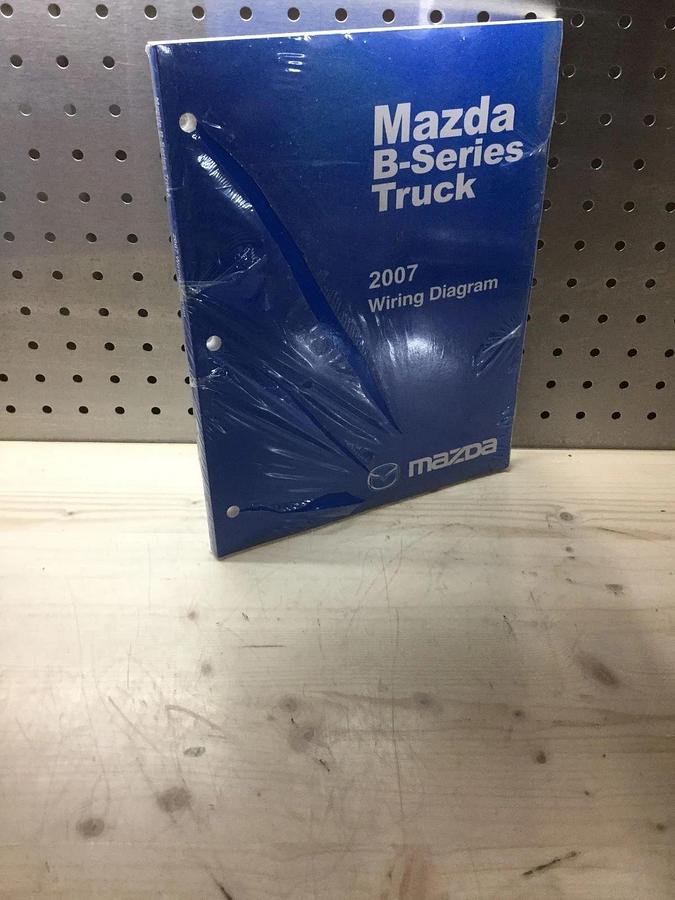 Mazda
B-Series
Truck
2007
Wiring Diagram
mazda